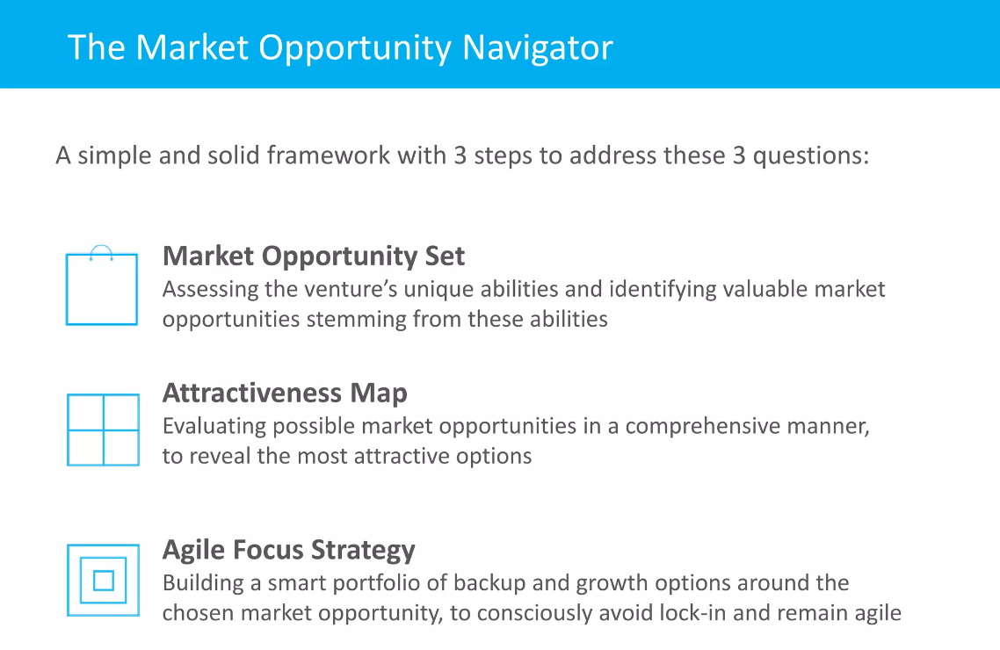 The Market Opportunity Navigator
A simple and solid framework with 3 steps to address these 3 questions:
Market Opportunity Set
Assessing the venture’s unique abilities and identifying valuable market
opportunities stemming from these abilities
Attractiveness Map
Evaluating possible market opportunities in a comprehensive manner,
to reveal the most attractive options
Agile Focus Strategy
Building a smart portfolio of backup and growth options around the
chosen market opportunity, to consciously avoid lock-in and remain agile